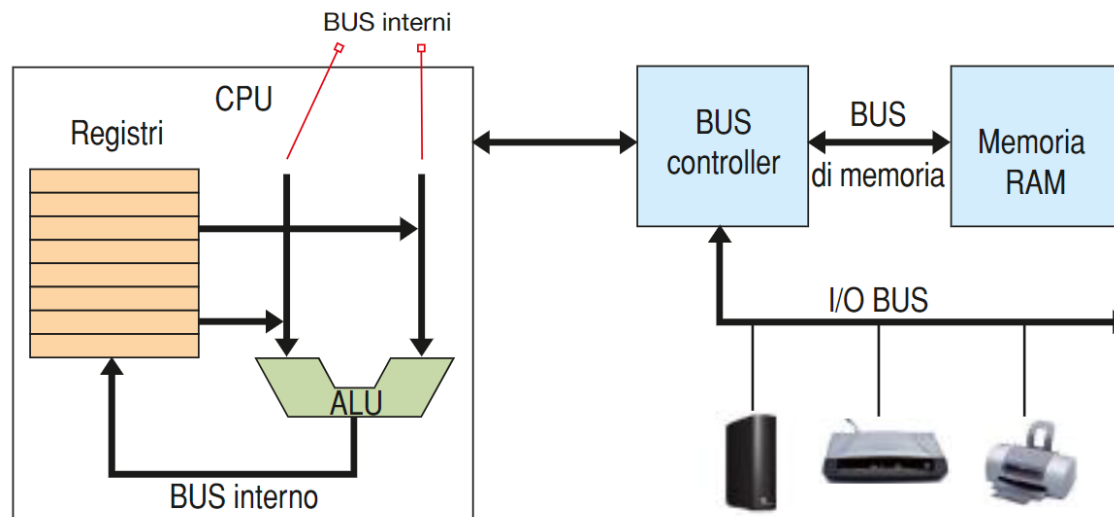 BUS interni
CPU
Registri
BUS
controller
BUS
di memoria
Memoria
RAM
I/O BUS
ALU
BUS interno